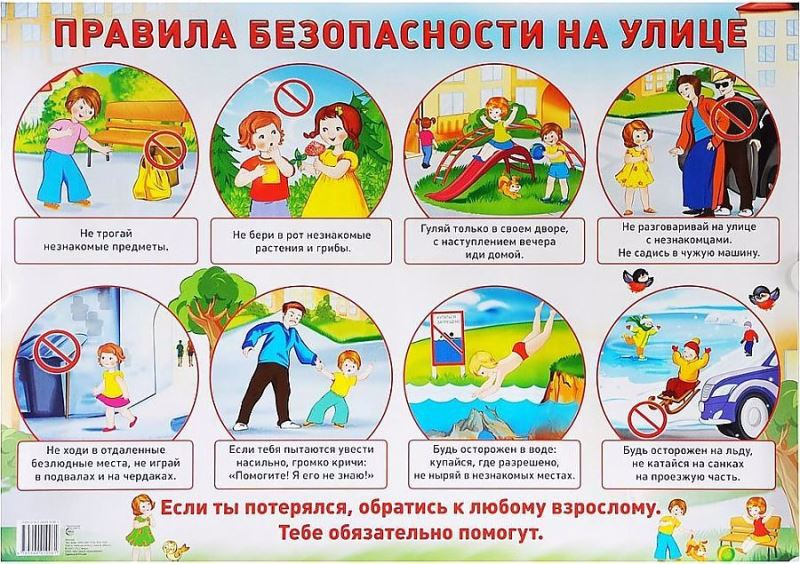 ПРАВИЛА БЕЗОПАСНОСТИ НА УЛИЦЕ
Не трогай
незнакомые предметы.
Не бери в рот незнакомые
растения и грибы.
Гуляй только в своем дворе,
с наступлением вечера
иди домой.
Не разговаривай на улице
с незнакомцами.
Не садись в чужую машину.
КУПАТЬСЯ
ЗАПРЕЩЕНО
Не ходи в отдаленные
безлюдные места, не играй
в подвалах и на чердаках.
Если тебя пытаются увести
насильно, громко кричи:
«Помогите! Я его не знаю!»
Будь осторожен в воде:
купайся, где разрешено,
не ныряй в незнакомых местах.
Будь осторожен на льду,
не катайся на санках
на проезжую часть.
Если ты потерялся, обратись к любому взрослому.
Тебе обязательно помогут.